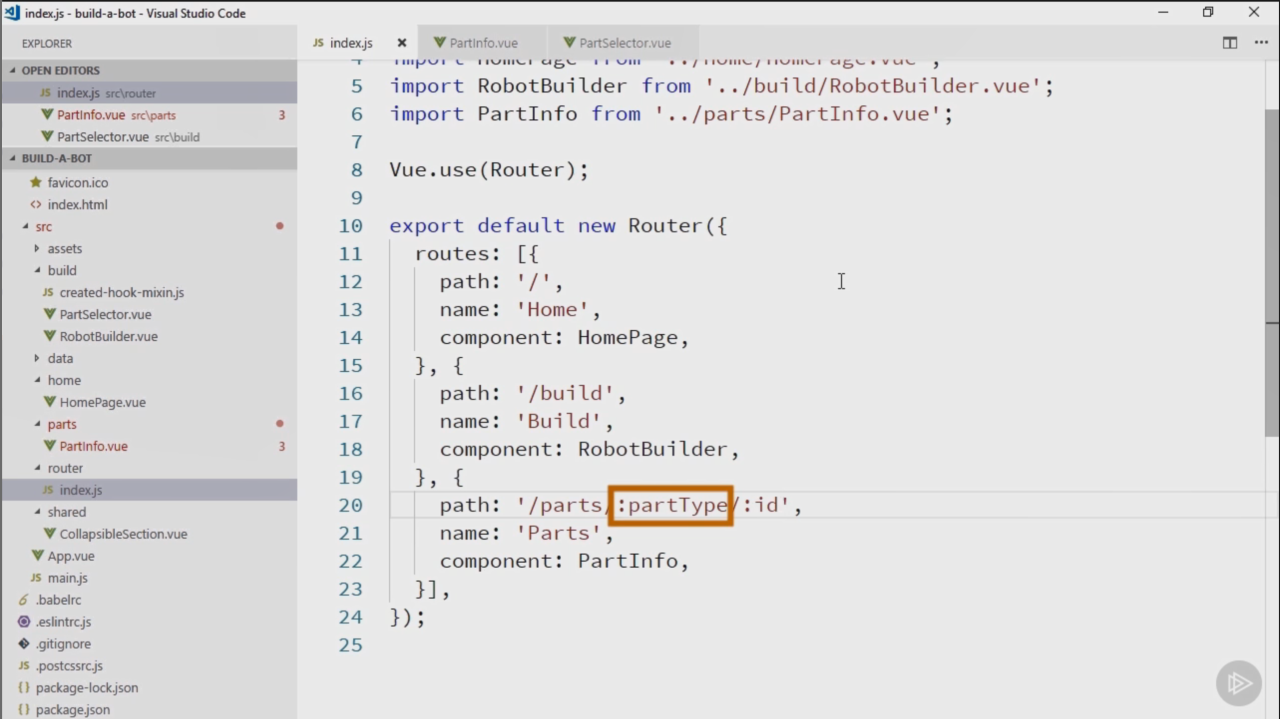 index.js - build-a-bot - Visual Studio Code
EXPLORER
OPEN EDITORS
index.js src\router
PartInfo.vue src\parts 3
PartSelector.vue src\build
BUILD-A-BOT
favicon.ico
index.html
src
assets
build
created-hook-mixin.js
PartSelector.vue
RobotBuilder.vue
data
home
HomePage.vue
parts
PartInfo.vue 3
router
index.js
shared
CollapsibleSection.vue
App.vue
main.js
.babelrc
.eslintrc.js
.gitignore
.postcssrc.js
package-lock.json
package.json
index.js PartInfo.vue PartSelector.vue
4 import HomePage from '../home/HomePage.vue';
5 import RobotBuilder from '../build/RobotBuilder.vue';
6 import PartInfo from '../parts/PartInfo.vue';
7
8 Vue.use(Router);
9
10 export default new Router({
11 routes: [{
12 path: '/',
13 name: 'Home',
14 component: HomePage,
15 }, {
16 path: '/build',
17 name: 'Build',
18 component: RobotBuilder,
19 }, {
20 path: '/parts/:partType/:id',
21 name: 'Parts',
22 component: PartInfo,
23 }],
24 });
25